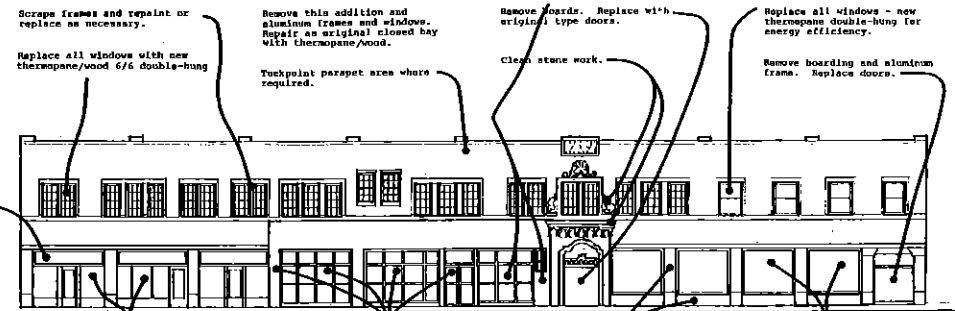 Scrape frames and repaint or
replace as necessary.
Replace all windows with new
thermopane/wood 6/6 double-hung
Remove this addition and
aluminum frames and windows.
Repair as original closed bay
with thermopane/wood.
Tuckpoint parapet area where
required.
Remove boards. Replace with
original type doors.
Clean stone work.
Replace all windows - new
thermopane double-hung for
energy efficiency.
Remove boarding and aluminum
frame. Replace doors.